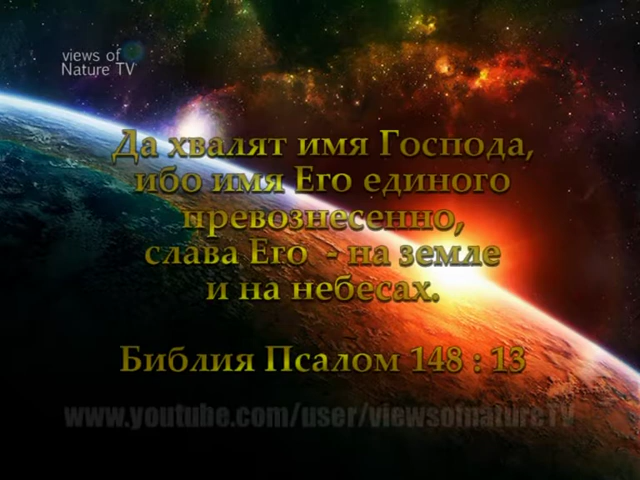 views of
Nature TV
Да хвалят имя Господа,
ибо имя Его единого
превознесенно,
слава Его - на земле
и на небесах.
Библия Псалом 148 : 13
www.youtube.com/user/viewsofnatureTV